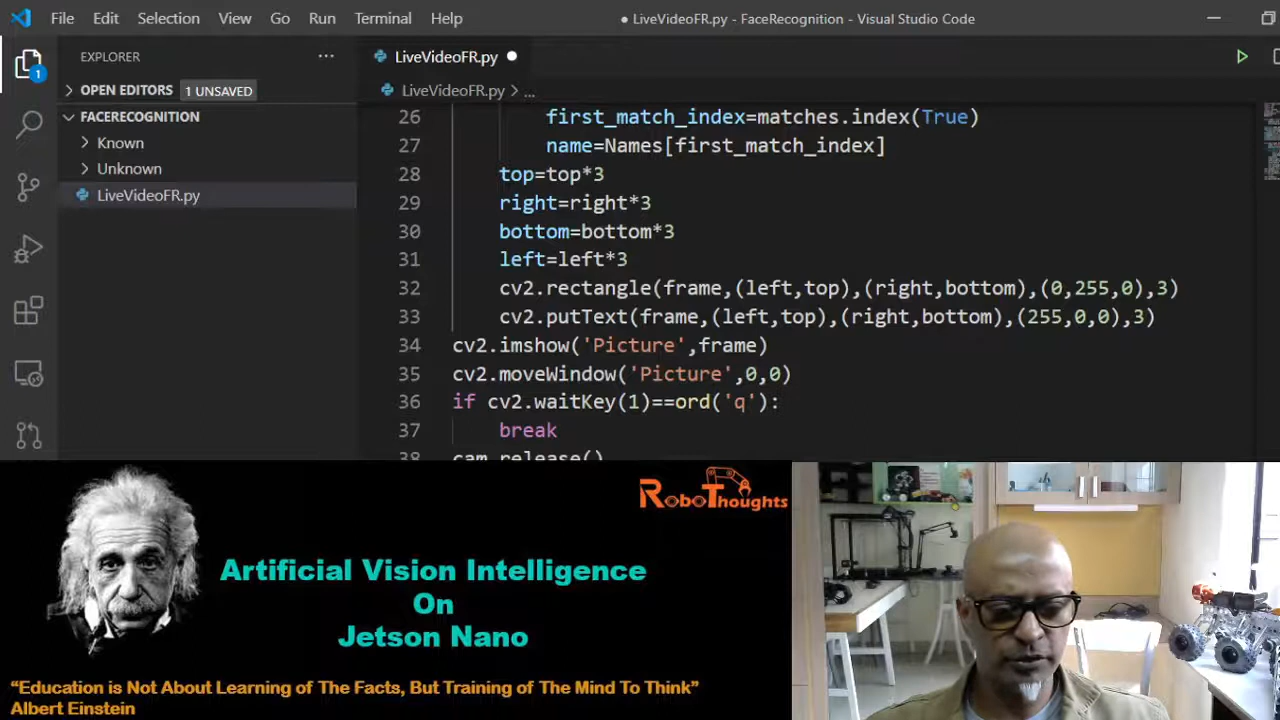 File Edit Selection View Go Run Terminal Help
● LiveVideoFR.py - FaceRecognition - Visual Studio Code
EXPLORER
LiveVideoFR.py
OPEN EDITORS
1 UNSAVED
LiveVideoFR.py > ...
FACERECOGNITION
Known
Unknown
LiveVideoFR.py
1
26 first_match_index=matches.index(True)
27 name=Names[first_match_index]
28 top=top*3
29 right=right*3
30 bottom=bottom*3
31 left=left*3
32 cv2.rectangle(frame,(left,top),(right,bottom),(0,255,0),3)
33 cv2.putText(frame,(left,top),(right,bottom),(255,0,0),3)
34 cv2.imshow('Picture',frame)
35 cv2.moveWindow('Picture',0,0)
36 if cv2.waitKey(1)==ord('q'):
37 break
38 cam.release()
RoboThoughts
Artificial Vision Intelligence
On
Jetson Nano
“Education is Not About Learning of The Facts, But Training of The Mind To Think”
Albert Einstein